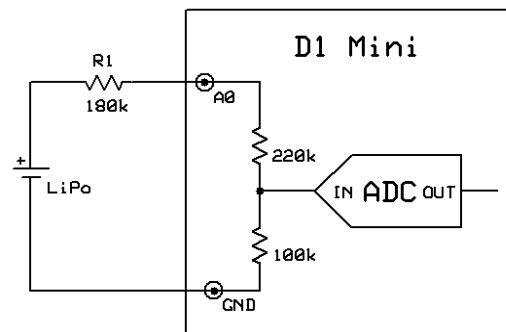 D1 Mini
R1
180k
A0
220k
+
LiPo
IN ADC OUT
100k
GND